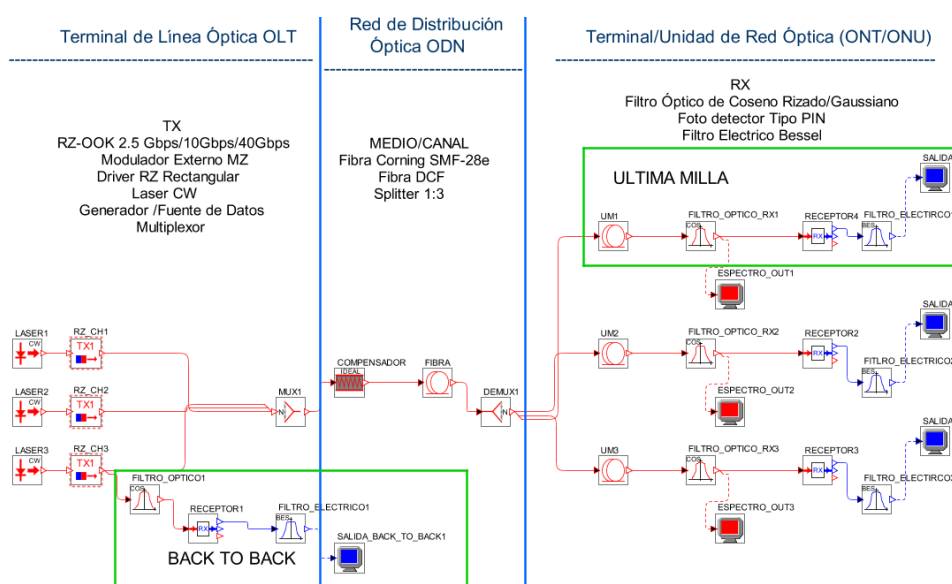 Terminal de Línea Óptica OLT
Red de Distribución
Óptica ODN
Terminal/Unidad de Red Óptica (ONT/ONU)
TX
RZ-OOK 2.5 Gbps/10Gbps/40Gbps
Modulador Externo MZ
Driver RZ Rectangular
Laser CW
Generador /Fuente de Datos
Multiplexor
MEDIO/CANAL
Fibra Corning SMF-28e
Fibra DCF
Splitter 1:3
RX
Filtro Óptico de Coseno Rizado/Gaussiano
Foto detector Tipo PIN
Filtro Electrico Bessel
ULTIMA MILLA
SALIDA
UM1
FILTRO_OPTICO_RX1
RECEPTOR4
FILTRO_ELECTIRCO1
COS
RX
BES
ESPECTRO_OUT1
SALIDA
LASER1
CW
RZ_CH1
TX1
COMPENSADOR
IDEAL
FIBRA
UM2
FILTRO_OPTICO_RX2
RECEPTOR2
FITLRO_ELECTRICO2
COS
RX
BES
LASER2
CW
RZ_CH2
TX1
MUX1
N
DEMUX1
N
ESPECTRO_OUT2
SALIDA
LASER3
CW
RZ_CH3
TX1
UM3
FILTRO_OPTICO_RX3
RECEPTOR3
FILTRO_ELECTIRCO3
COS
RX
BES
FILTRO_OPTICO1
COS
RECEPTOR1
RX
FILTRO_ELECTRICO1
BES
ESPECTRO_OUT3
SALIDA_BACK_TO_BACK1
BACK TO BACK